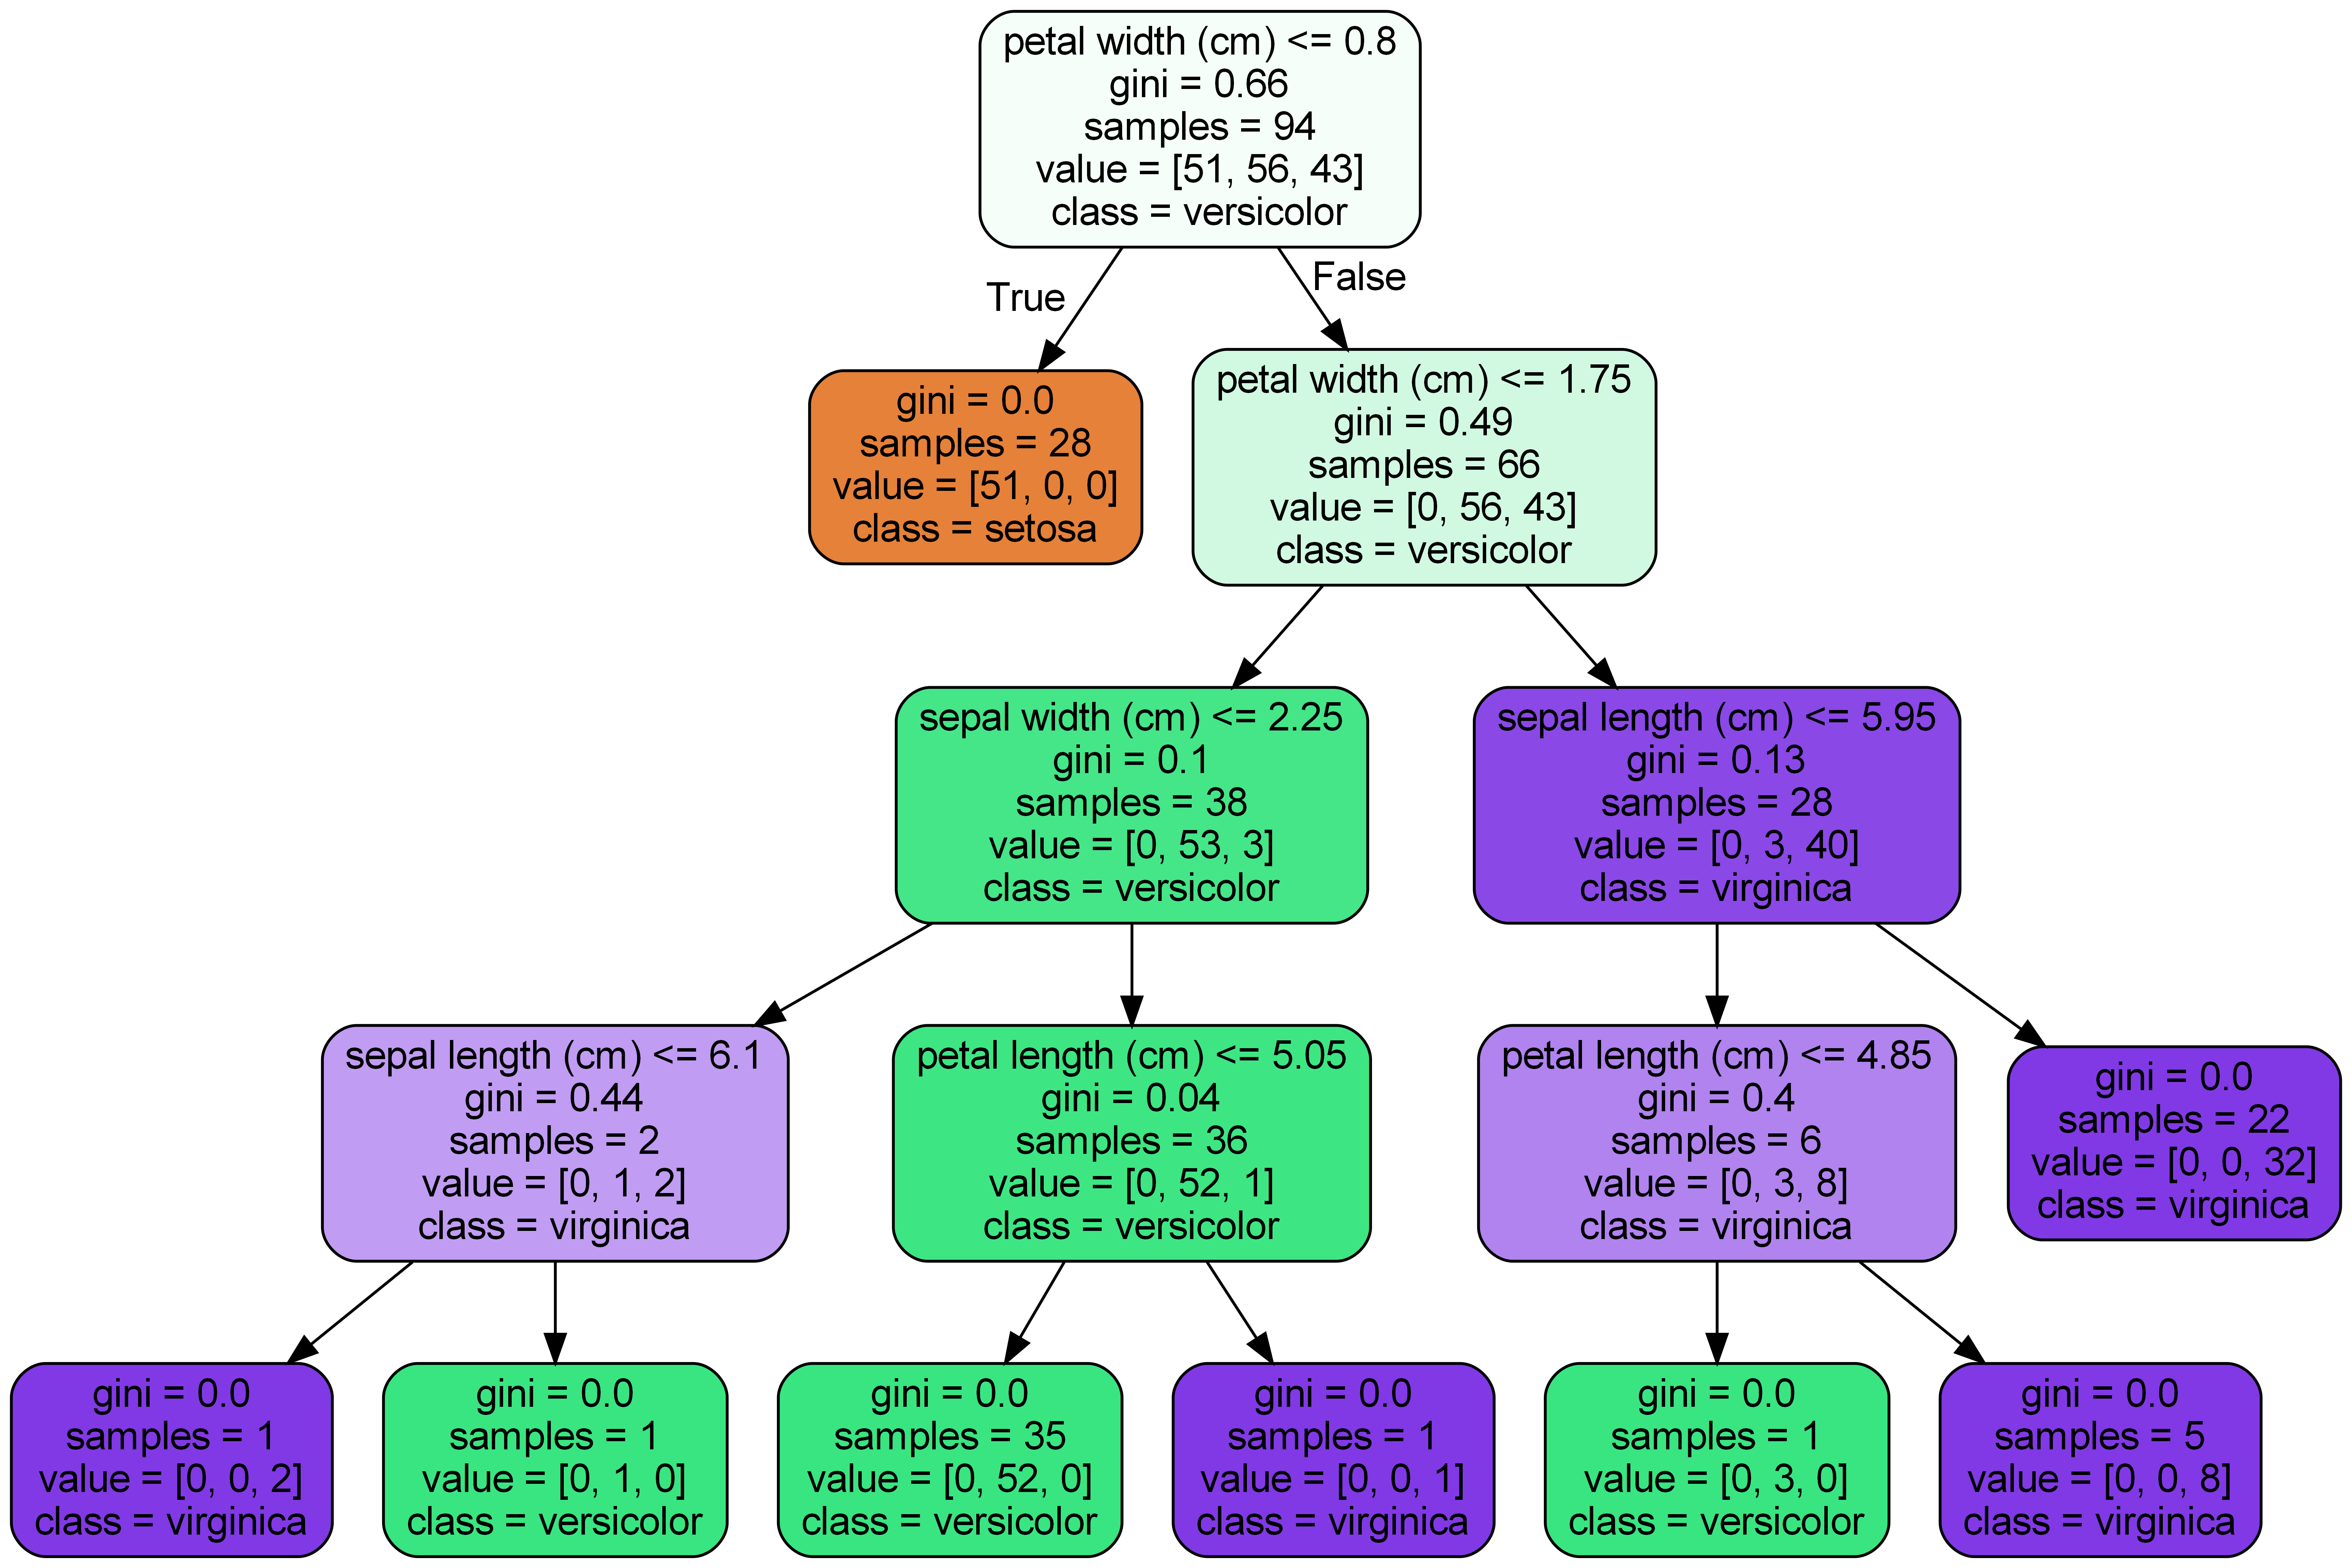 petal width (cm) <= 0.8
gini = 0.66
samples = 94
value = [51, 56, 43]
class = versicolor
True
False
gini = 0.0
samples = 28
value = [51, 0, 0]
class = setosa
petal width (cm) <= 1.75
gini = 0.49
samples = 66
value = [0, 56, 43]
class = versicolor
sepal width (cm) <= 2.25
gini = 0.1
samples = 38
value = [0, 53, 3]
class = versicolor
sepal length (cm) <= 5.95
gini = 0.13
samples = 28
value = [0, 3, 40]
class = virginica
sepal length (cm) <= 6.1
gini = 0.44
samples = 2
value = [0, 1, 2]
class = virginica
petal length (cm) <= 5.05
gini = 0.04
samples = 36
value = [0, 52, 1]
class = versicolor
petal length (cm) <= 4.85
gini = 0.4
samples = 6
value = [0, 3, 8]
class = virginica
gini = 0.0
samples = 22
value = [0, 0, 32]
class = virginica
gini = 0.0
samples = 1
value = [0, 0, 2]
class = virginica
gini = 0.0
samples = 1
value = [0, 1, 0]
class = versicolor
gini = 0.0
samples = 35
value = [0, 52, 0]
class = versicolor
gini = 0.0
samples = 1
value = [0, 0, 1]
class = virginica
gini = 0.0
samples = 1
value = [0, 3, 0]
class = versicolor
gini = 0.0
samples = 5
value = [0, 0, 8]
class = virginica